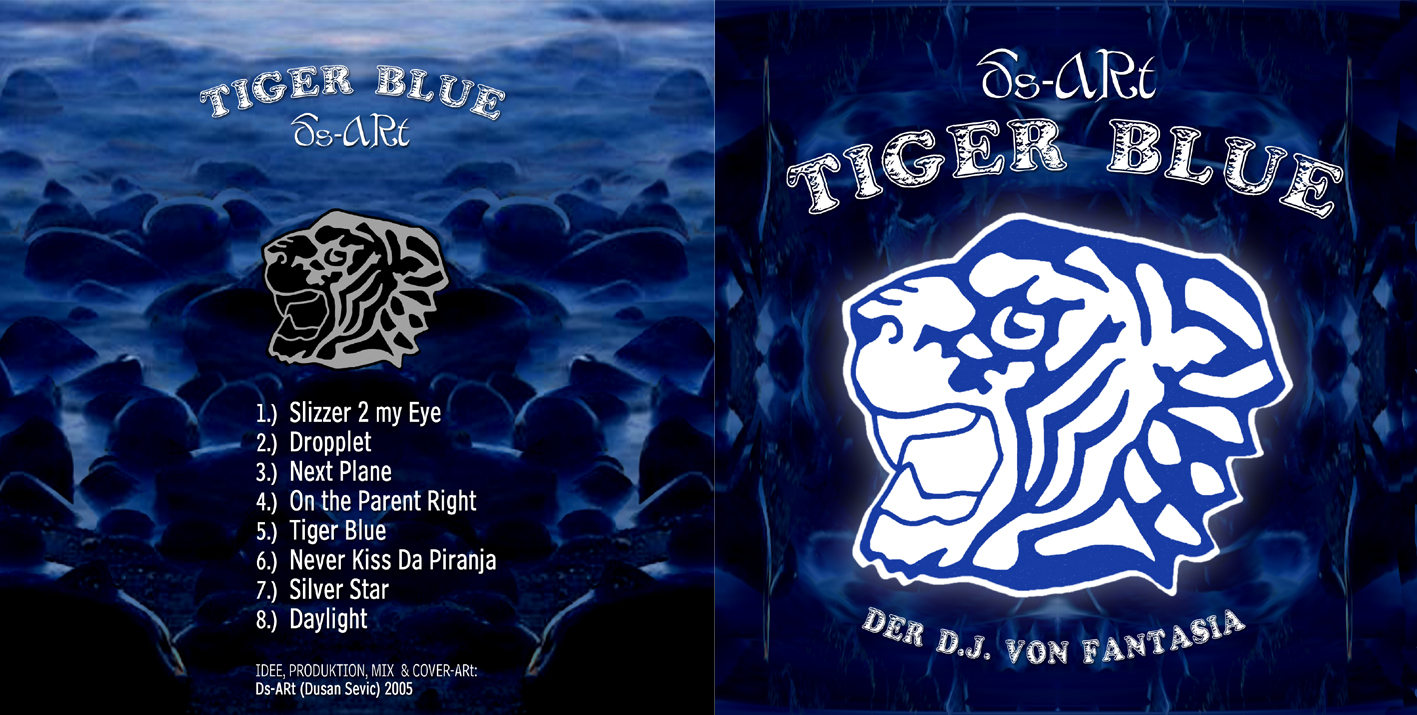 TIGER BLUE
Ds-ARt
1.) Slizzer 2 my Eye
2.) Dropplet
3.) Next Plane
4.) On the Parent Right
5.) Tiger Blue
6.) Never Kiss Da Piranja
7.) Silver Star
8.) Daylight
IDEE, PRODUKTION, MIX & COVER-ARt:
Ds-ARt (Dusan Sevic) 2005
Ds-ARt
TIGER BLUE
DER D.J. VON FANTASIA